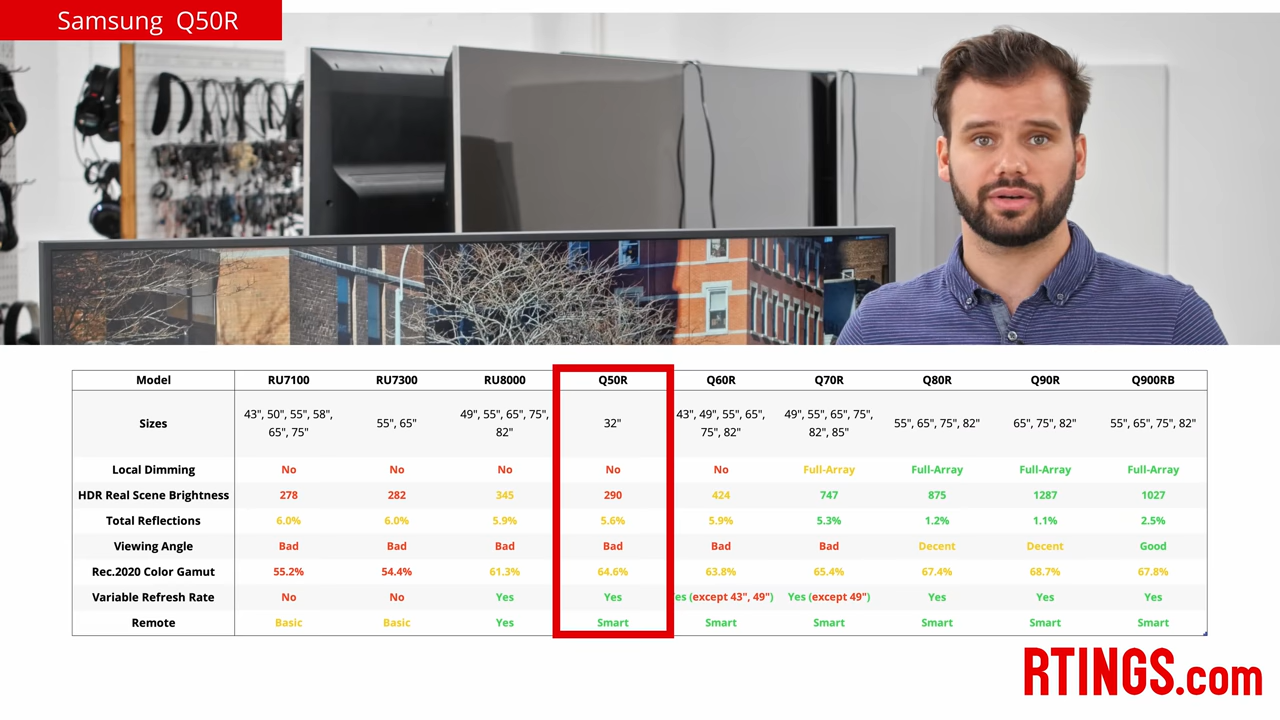 Samsung Q50R
Model RU7100 RU7300 RU8000 Q50R Q60R Q70R Q80R Q90R Q900RB
Sizes 43", 50", 55", 58", 65", 75" 55", 65" 49", 55", 65", 75", 82" 32" 43", 49", 55", 65", 75", 82" 49", 55", 65", 75", 82", 85" 55", 65", 75", 82" 65", 75", 82" 55", 65", 75", 82"
Local Dimming No No No No No Full-Array Full-Array Full-Array Full-Array
HDR Real Scene Brightness 278 282 345 290 424 747 875 1287 1027
Total Reflections 6.0% 6.0% 5.9% 5.6% 5.9% 5.3% 1.2% 1.1% 2.5%
Viewing Angle Bad Bad Bad Bad Bad Bad Decent Decent Good
Rec.2020 Color Gamut 55.2% 54.4% 61.3% 64.6% 63.8% 65.4% 67.4% 68.7% 67.8%
Variable Refresh Rate No No Yes Yes es (except 43", 49") Yes (except 49") Yes Yes Yes
Remote Basic Basic Yes Smart Smart Smart Smart Smart Smart
RTINGS.com